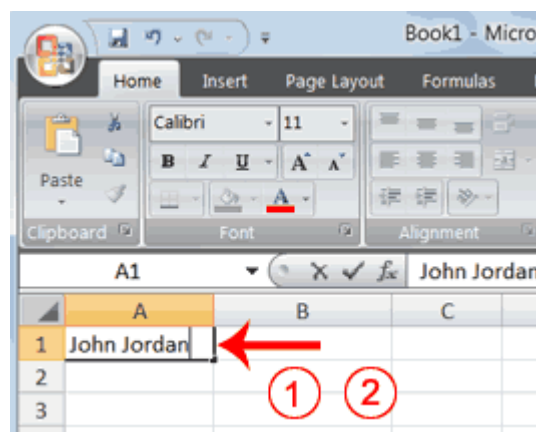 Book1 - Micro
Home Insert Page Layout Formulas
Calibri 11
B I U A A
Paste
A
Clipboard Font Alignment
A1 fx John Jordan
A B C
1 John Jordan
1 2
2
3